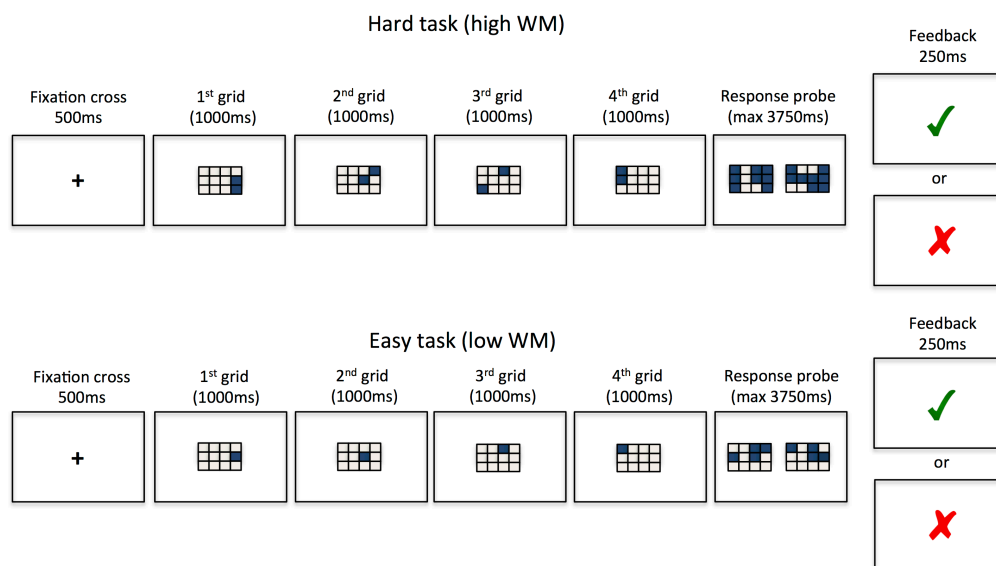 Hard task (high WM)
Feedback
250ms
Fixation cross
500ms
1st grid
(1000ms)
2nd grid
(1000ms)
3rd grid
(1000ms)
4th grid
(1000ms)
Response probe
(max 3750ms)
+
or
Easy task (low WM)
Feedback
250ms
Fixation cross
500ms
1st grid
(1000ms)
2nd grid
(1000ms)
3rd grid
(1000ms)
4th grid
(1000ms)
Response probe
(max 3750ms)
+
or